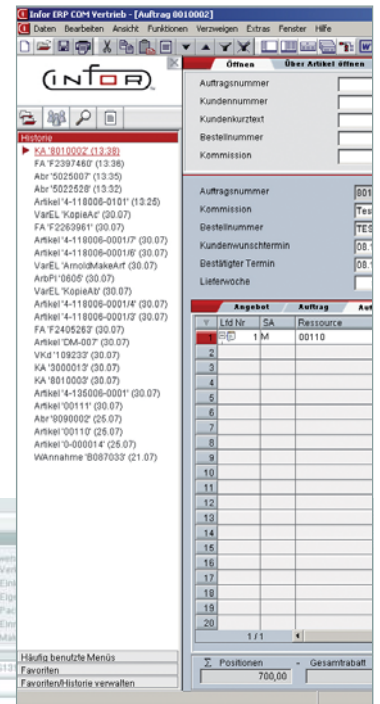 Infor ERP COM Vertrieb - [Auftrag 0010002]
Daten Bearbeiten Ansicht Funktionen Verzweigen Extras Fenster Hilfe
infor
Historie
KA '8010002' (13:38)
FA 'F2397460' (13:36)
Abr '5025007' (13:35)
Abr '5022528' (13:32)
Artikel '4-118006-0101' (13:25)
VarEL 'KopieAc' (30.07)
FA 'F2263961' (30.07)
Artikel '4-118006-0001/7' (30.07)
Artikel '4-118006-0001/6' (30.07)
VarEL 'ArnoldMakeArt' (30.07)
ArbPl '0605' (30.07)
VarEL 'KopieAb' (30.07)
Artikel '4-118006-0001/4' (30.07)
Artikel '4-118006-0001/3' (30.07)
FA 'F2405263' (30.07)
Artikel 'DM-007' (30.07)
VKd '109233' (30.07)
KA '3000013' (30.07)
KA '8010003' (30.07)
Artikel '4-135006-0001' (30.07)
Artikel '00111' (30.07)
Abr '8090002' (25.07)
Artikel '00110' (25.07)
Artikel '0-000014' (25.07)
WAnnahme 'B087033' (21.07)
Häufig benutzte Menüs
Favoriten
Favoriten/Historie verwalten
Öffnen Über Artikel öffnen
Auftragsnummer
Kundennummer
Kundenkurztext
Bestellnummer
Kommission
Auftragsnummer 801
Kommission Tes
Bestellnummer TES
Kundenwunschtermin 08.
Bestätigter Termin 08.
Lieferwoche
Angebot Auftrag Auf
Lfd Nr SA Ressource
1 1 M 00110
2
3
4
5
6
7
8
9
10
11
12
13
14
15
16
17
18
19
20
1 / 1
Σ Positionen - Gesamtrabatt
700,00